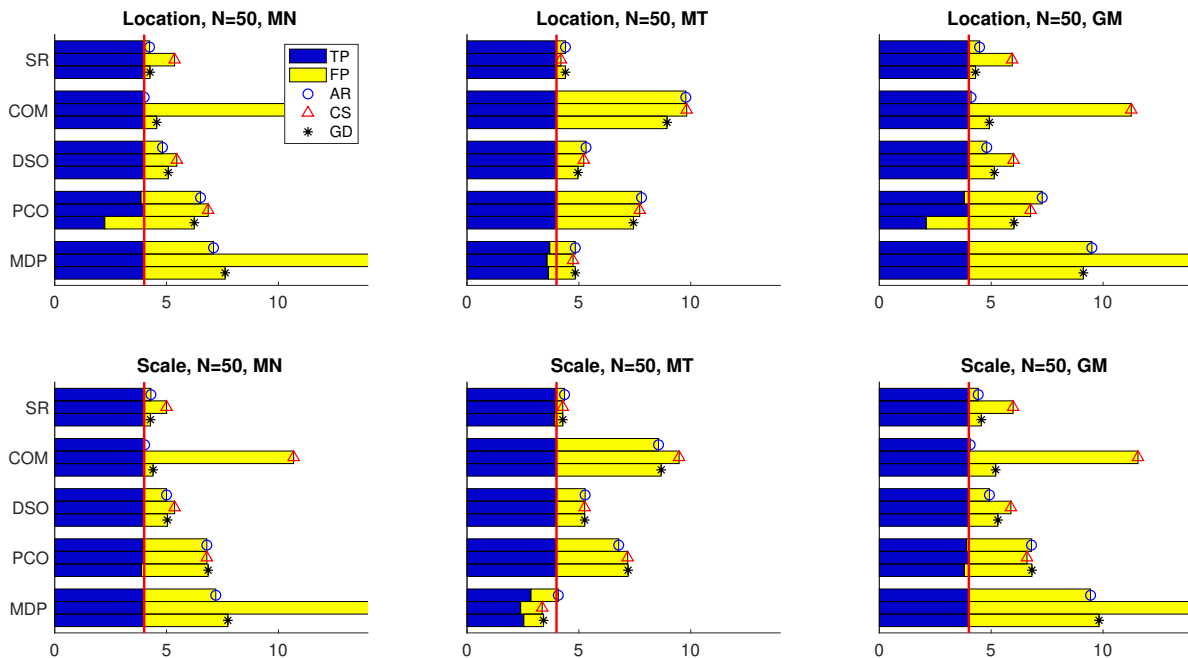 Location, N=50, MN
Location, N=50, MT
Location, N=50, GM
SR
COM
DSO
PCO
MDP
TP
FP
AR
CS
GD
0 5 10
0 5 10
0 5 10
Scale, N=50, MN
Scale, N=50, MT
Scale, N=50, GM
SR
COM
DSO
PCO
MDP
0 5 10
0 5 10
0 5 10